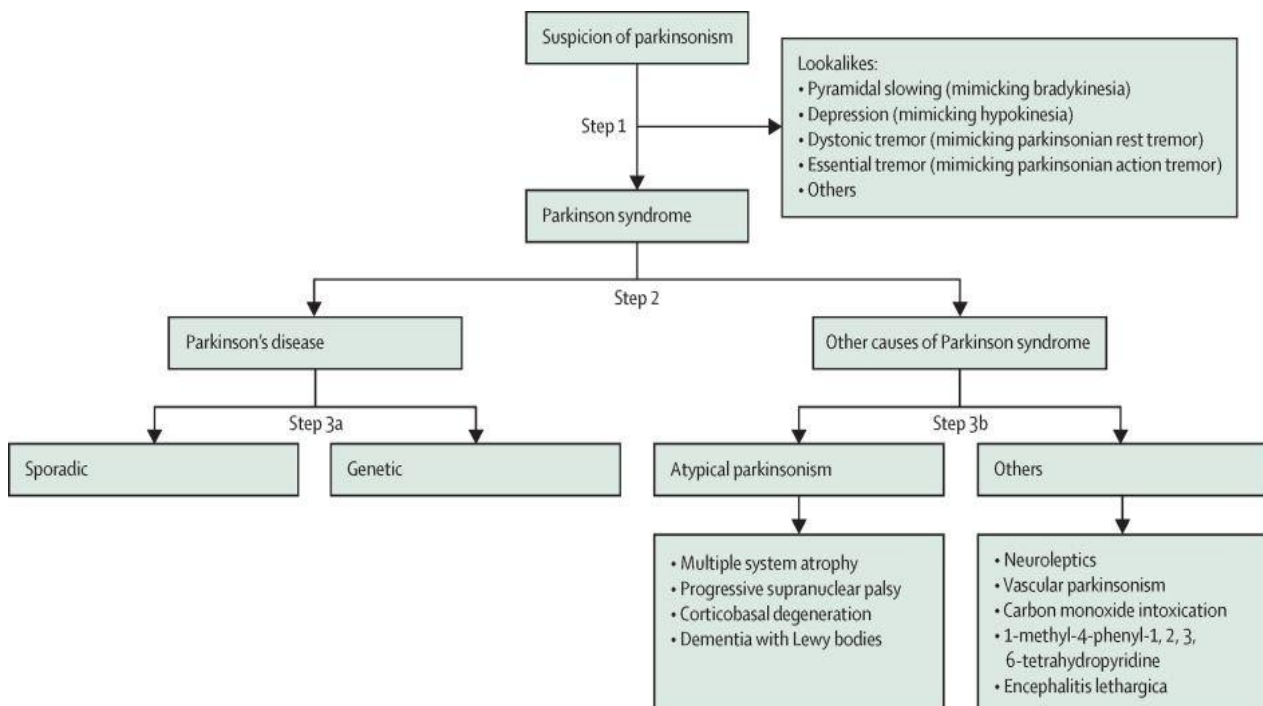 Suspicion of parkinsonism
Lookalikes:
• Pyramidal slowing (mimicking bradykinesia)
• Depression (mimicking hypokinesia)
• Dystonic tremor (mimicking parkinsonian rest tremor)
• Essential tremor (mimicking parkinsonian action tremor)
• Others
Step 1
Parkinson syndrome
Step 2
Parkinson's disease
Other causes of Parkinson syndrome
Step 3a
Step 3b
Sporadic
Genetic
Atypical parkinsonism
Others
• Multiple system atrophy
• Progressive supranuclear palsy
• Corticobasal degeneration
• Dementia with Lewy bodies
• Neuroleptics
• Vascular parkinsonism
• Carbon monoxide intoxication
• 1-methyl-4-phenyl-1, 2, 3,
6-tetrahydropyridine
• Encephalitis lethargica